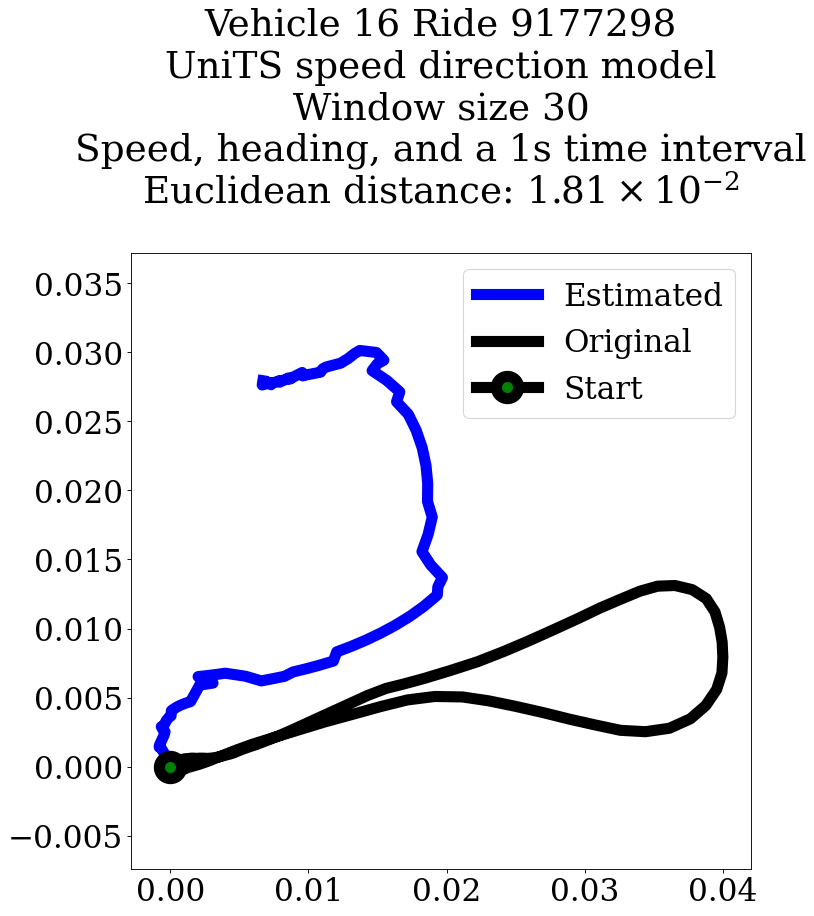 Vehicle 16 Ride 9177298
UniTS speed direction model
Window size 30
Speed, heading, and a 1s time interval
Euclidean distance: 1.81 × 10⁻²
Estimated
Original
Start
0.035
0.030
0.025
0.020
0.015
0.010
0.005
0.000
−0.005
0.00 0.01 0.02 0.03 0.04